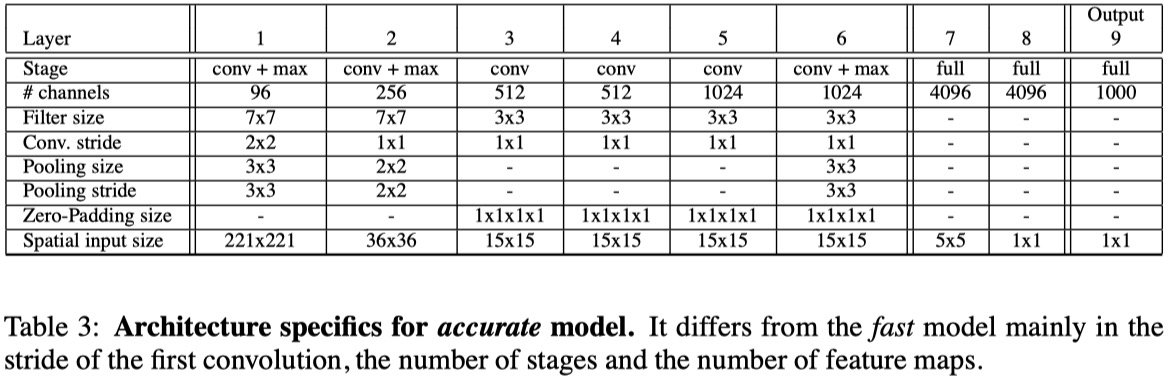 Output
Layer 1 2 3 4 5 6 7 8 9
Stage conv + max conv + max conv conv conv conv + max full full full
# channels 96 256 512 512 1024 1024 4096 4096 1000
Filter size 7x7 7x7 3x3 3x3 3x3 3x3 - - -
Conv. stride 2x2 1x1 1x1 1x1 1x1 1x1 - - -
Pooling size 3x3 2x2 - - - 3x3 - - -
Pooling stride 3x3 2x2 - - - 3x3 - - -
Zero-Padding size - - 1x1x1x1 1x1x1x1 1x1x1x1 1x1x1x1 - - -
Spatial input size 221x221 36x36 15x15 15x15 15x15 15x15 5x5 1x1 1x1
Table 3: Architecture specifics for accurate model. It differs from the fast model mainly in the
stride of the first convolution, the number of stages and the number of feature maps.